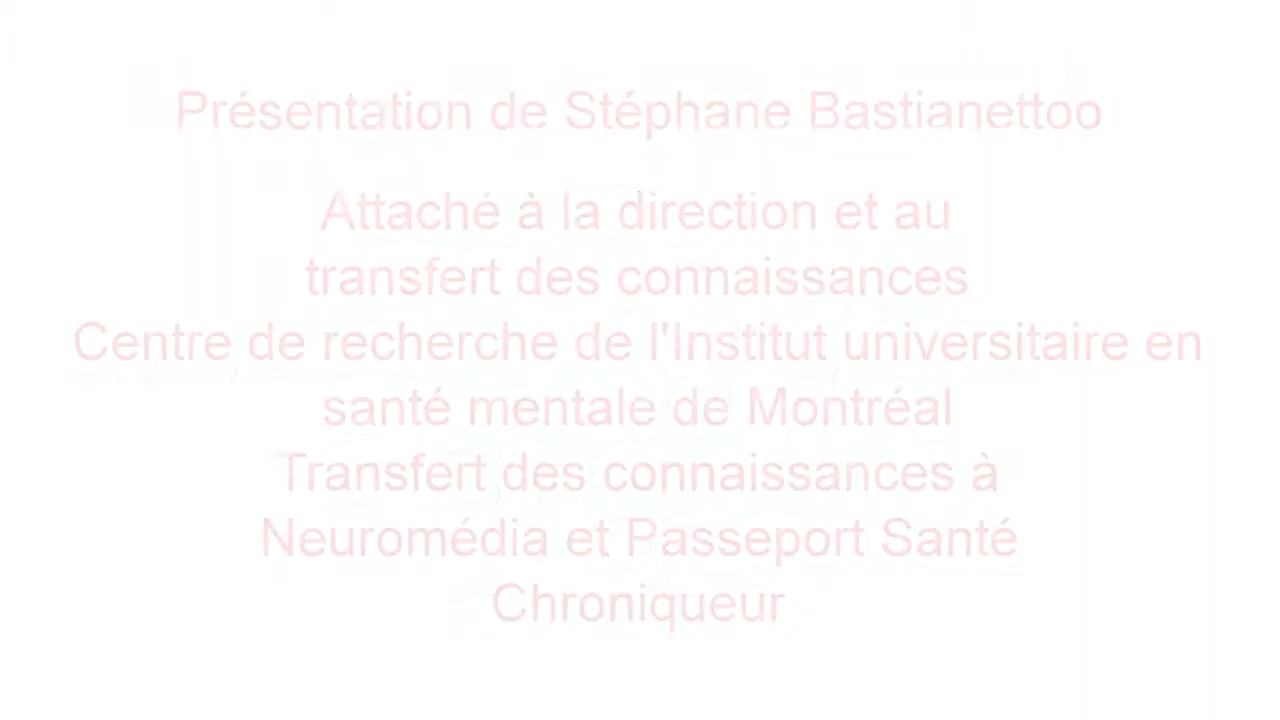 Présentation de Stéphane Bastianettoo
Attaché à la direction et au
transfert des connaissances
Centre de recherche de l'Institut universitaire en
santé mentale de Montréal
Transfert des connaissances à
Neuromédia et Passeport Santé
Chroniqueur